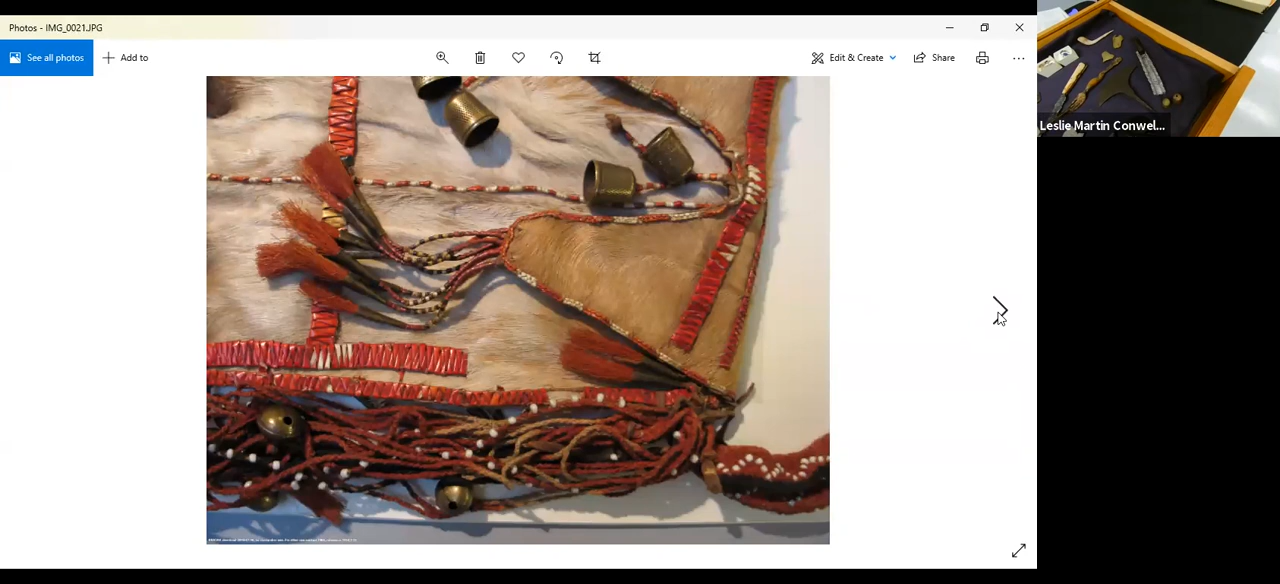 Photos - IMG_0021.JPG
See all photos
Add to
Edit & Create
Share
Leslie Martin Conwel...